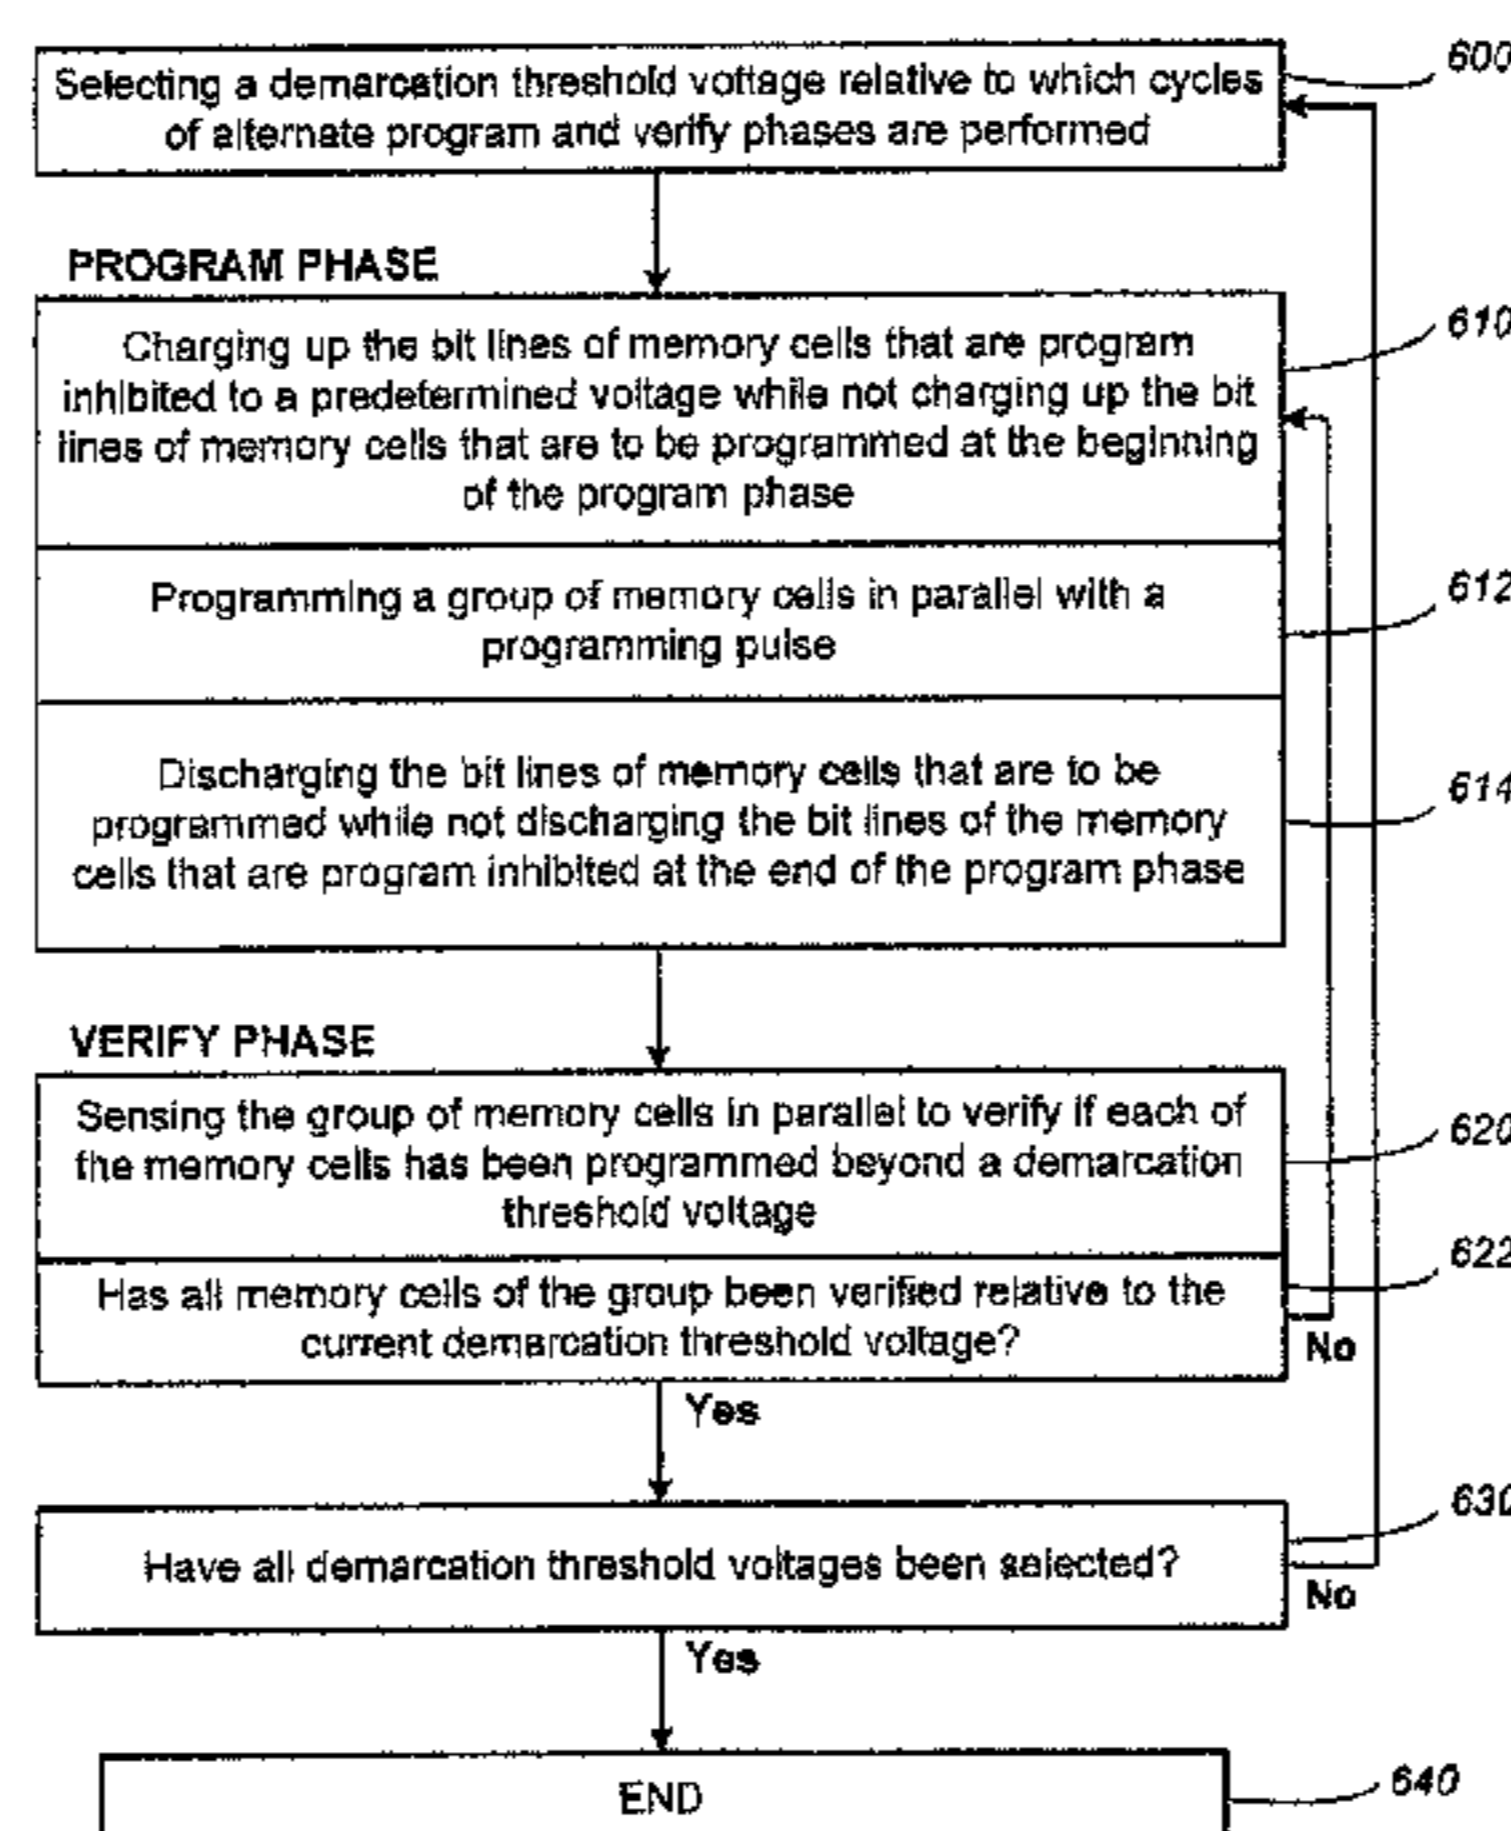 Selecting a demarcation threshold voltage relative to which cycles
of alternate program and verify phases are performed
600
PROGRAM PHASE
Charging up the bit lines of memory cells that are program
inhibited to a predetermined voltage while not charging up the bit
lines of memory cells that are to be programmed at the beginning
of the program phase
610
Programming a group of memory cells in parallel with a
programming pulse
612
Discharging the bit lines of memory cells that are to be
programmed while not discharging the bit lines of the memory
cells that are program inhibited at the end of the program phase
614
VERIFY PHASE
Sensing the group of memory cells in parallel to verify if each of
the memory cells has been programmed beyond a demarcation
threshold voltage
620
Has all memory cells of the group been verified relative to the
current demarcation threshold voltage?
622
No
Yes
Have all demarcation threshold voltages been selected?
630
No
Yes
END
640